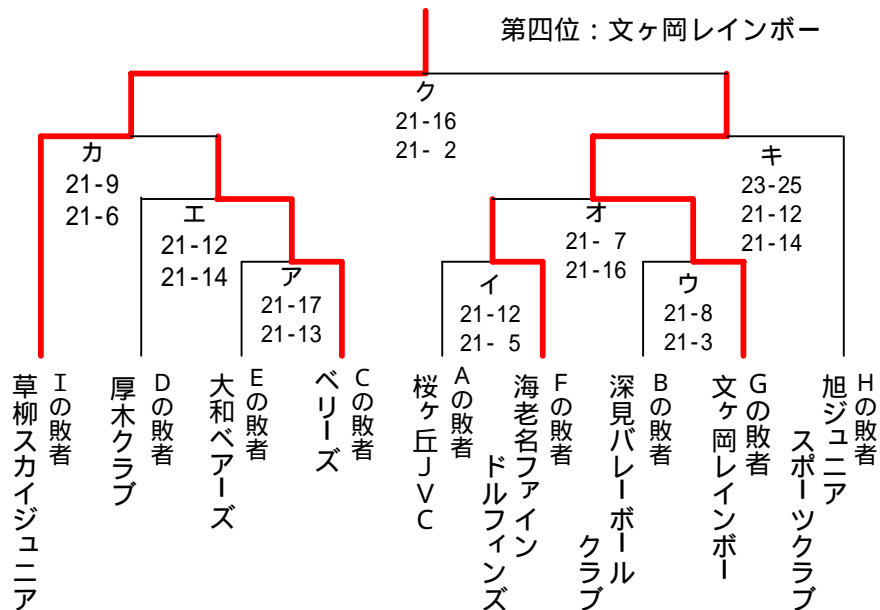 第四位：文ヶ岡レインボー
ク
21-16
21- 2
カ
21-9
21-6
キ
23-25
21-12
21-14
エ
21-12
21-14
オ
21- 7
21-16
ア
21-17
21-13
イ
21-12
21- 5
ウ
21-8
21-3
Iの敗者
草柳スカイジュニア
Dの敗者
厚木クラブ
Eの敗者
大和ベアーズ
Cの敗者
ベリーズ
Aの敗者
桜ヶ丘JVC
Fの敗者
海老名ファイン
ドルフィンズ
Bの敗者
深見バレーボール
クラブ
Gの敗者
文ヶ岡レインボー
Hの敗者
旭ジュニア
スポーツクラブ